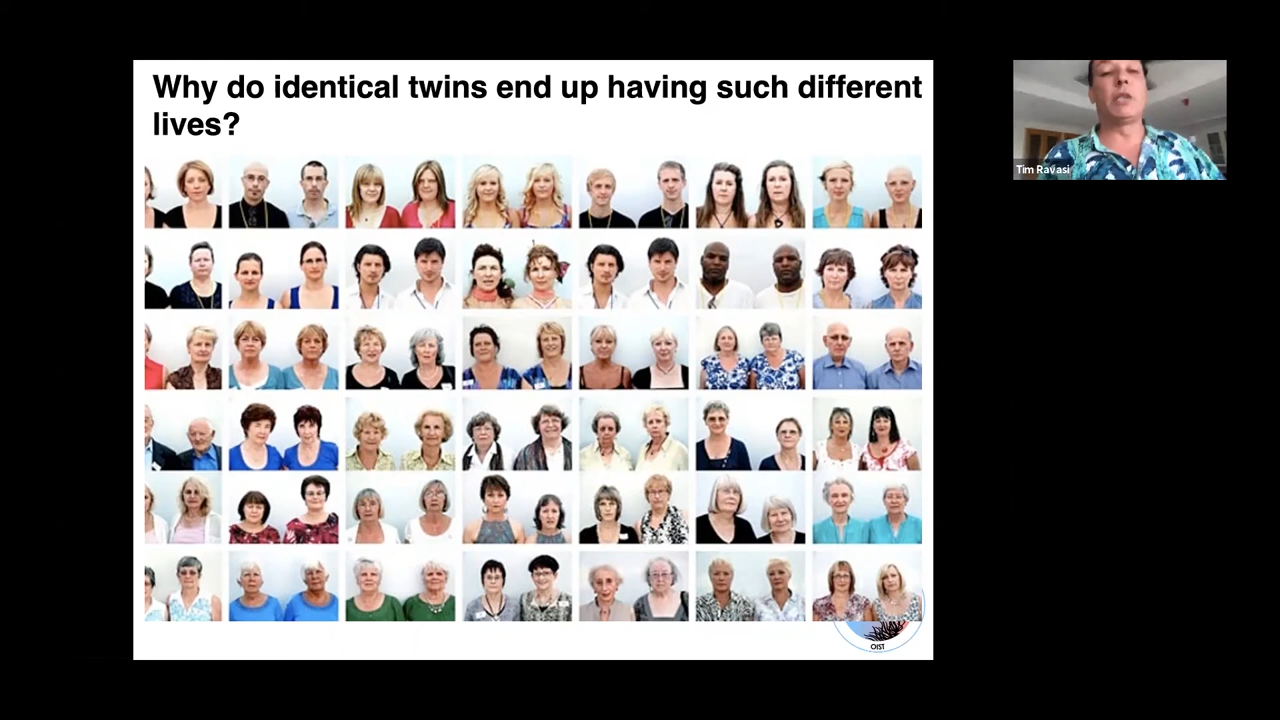 Why do identical twins end up having such different
lives?
Tim Ravasi
OIST